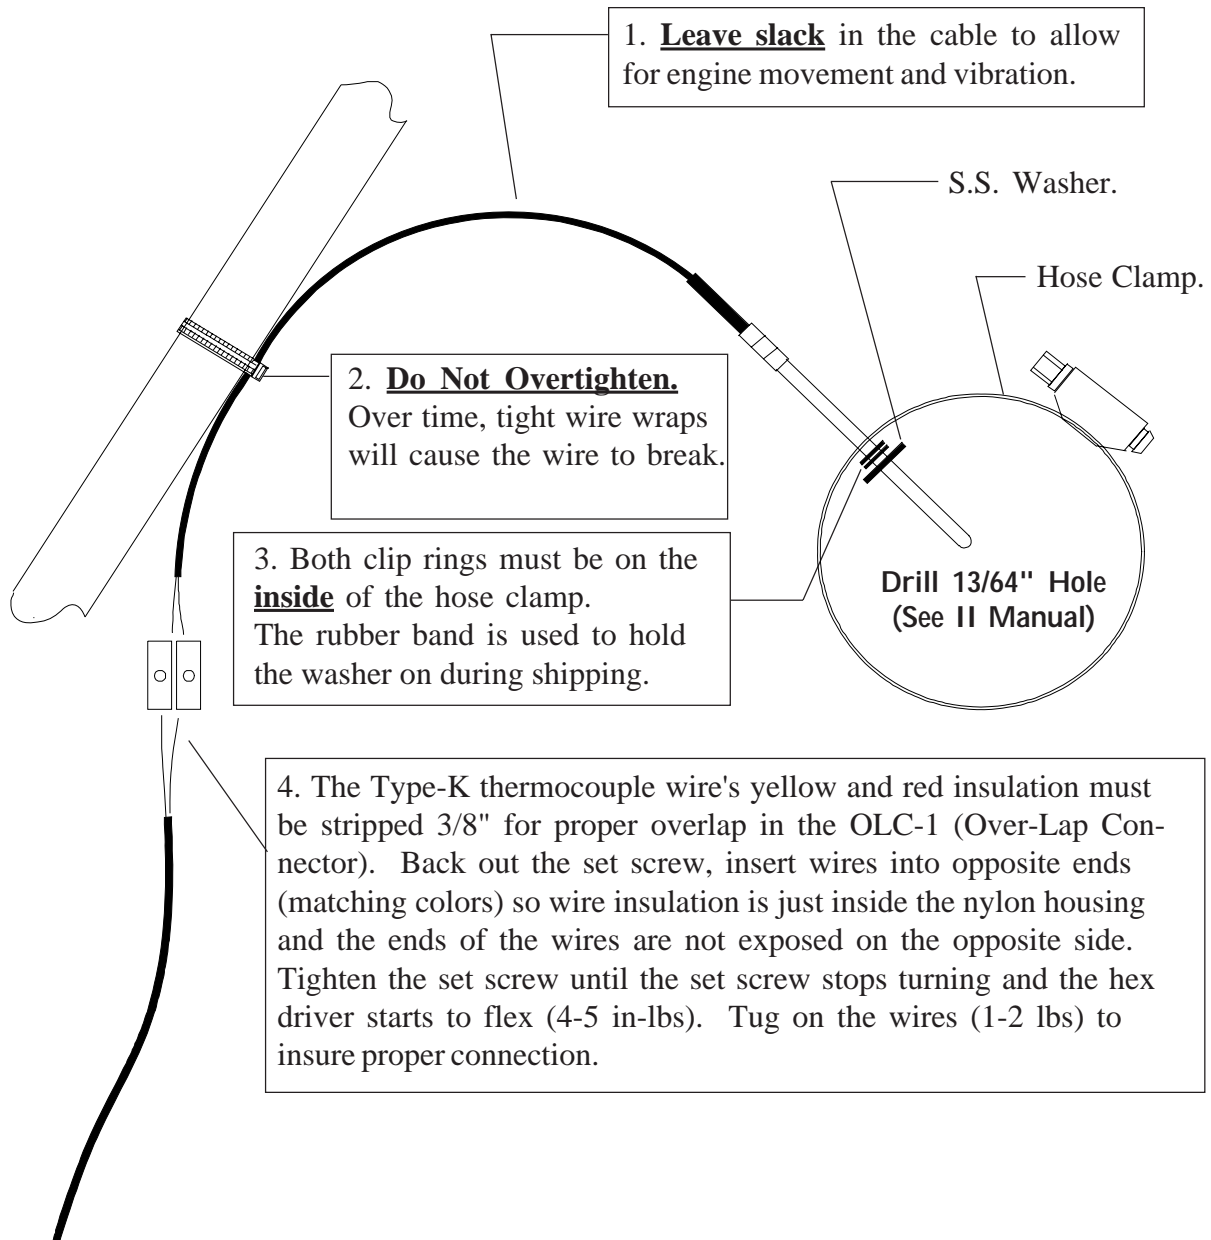 1. Leave slack in the cable to allow
for engine movement and vibration.
S.S. Washer.
Hose Clamp.
2. Do Not Overtighten.
Over time, tight wire wraps
will cause the wire to break.
3. Both clip rings must be on the
inside of the hose clamp.
The rubber band is used to hold
the washer on during shipping.
Drill 13/64" Hole
(See II Manual)
4. The Type-K thermocouple wire's yellow and red insulation must
be stripped 3/8" for proper overlap in the OLC-1 (Over-Lap Con-
nector). Back out the set screw, insert wires into opposite ends
(matching colors) so wire insulation is just inside the nylon housing
and the ends of the wires are not exposed on the opposite side.
Tighten the set screw until the set screw stops turning and the hex
driver starts to flex (4-5 in-lbs). Tug on the wires (1-2 lbs) to
insure proper connection.